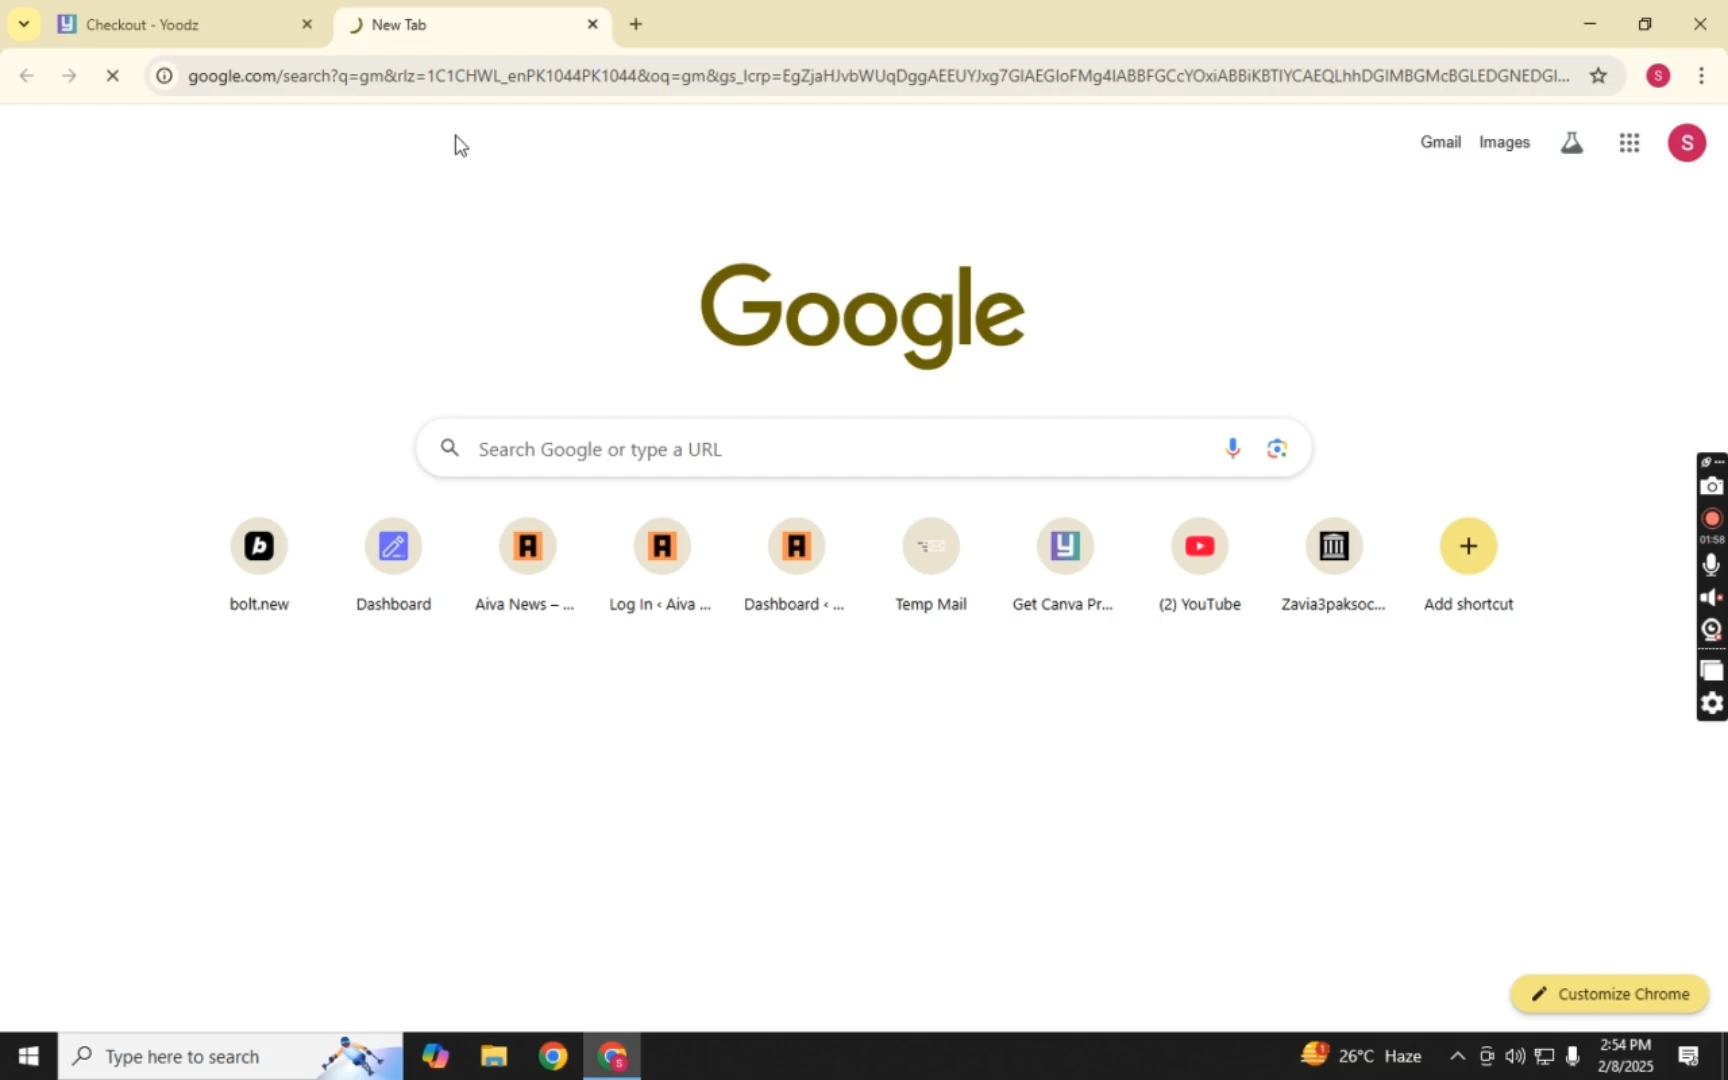 Checkout - Yoodz
New Tab
google.com/search?q=gm&rlz=1C1CHWL_enPK1044PK1044&oq=gm&gs_lcrp=EgZjaHJvbWUqDggAEEUYJxg7GIAEGIoFMg4IABBFGCcYOxiABBiKBTIYCAEQLhhDGIMBGMcBGLEDGNEDGI...
S
Gmail
Images
S
Google
Search Google or type a URL
bolt.new
Dashboard
Aiva News – ...
Log In ‹ Aiva ...
Dashboard ‹ ...
Temp Mail
Get Canva Pr...
(2) YouTube
Zavia3paksoc...
Add shortcut
01:58
Customize Chrome
Type here to search
26°C Haze
2:54 PM
2/8/2025